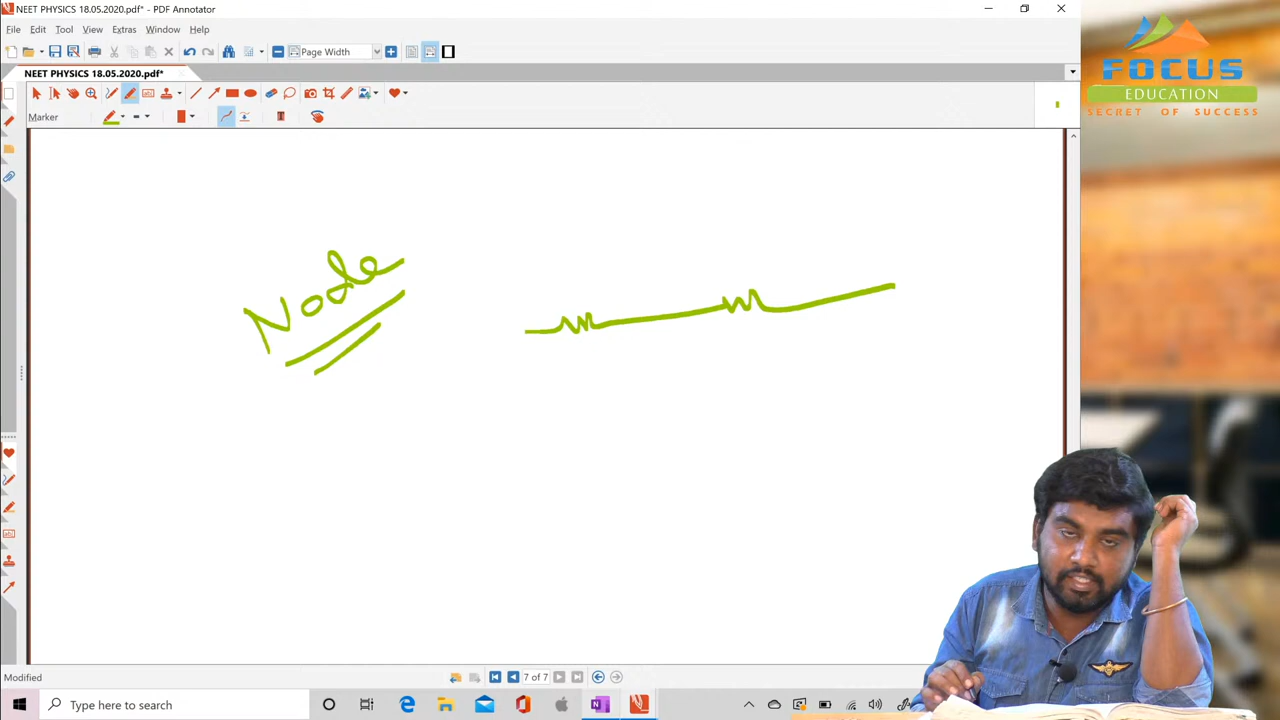 NEET PHYSICS 18.05.2020.pdf* - PDF Annotator
File Edit Tool View Extras Window Help
Page Width
NEET PHYSICS 18.05.2020.pdf*
Marker
Node
FOCUS
EDUCATION
SECRET OF SUCCESS
Modified
7 of 7
Type here to search